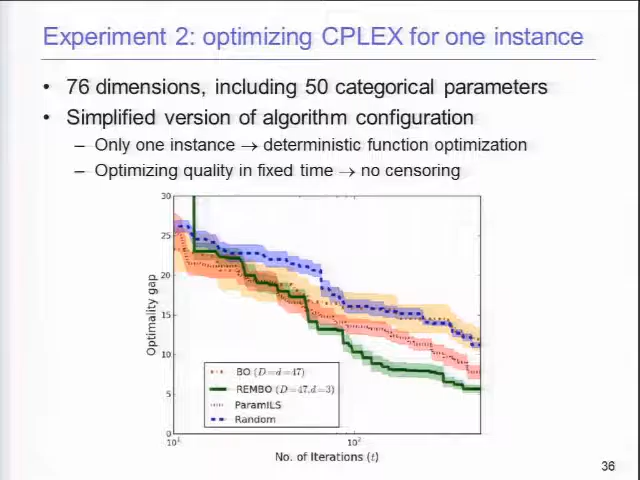 Experiment 2: optimizing CPLEX for one instance
• 76 dimensions, including 50 categorical parameters
• Simplified version of algorithm configuration
– Only one instance → deterministic function optimization
– Optimizing quality in fixed time → no censoring
30
25
20
15
10
5
0
Optimality gap
BO (D=d=47)
REMBO (D=47,d=3)
ParamILS
Random
10¹
10²
No. of Iterations (t)
36